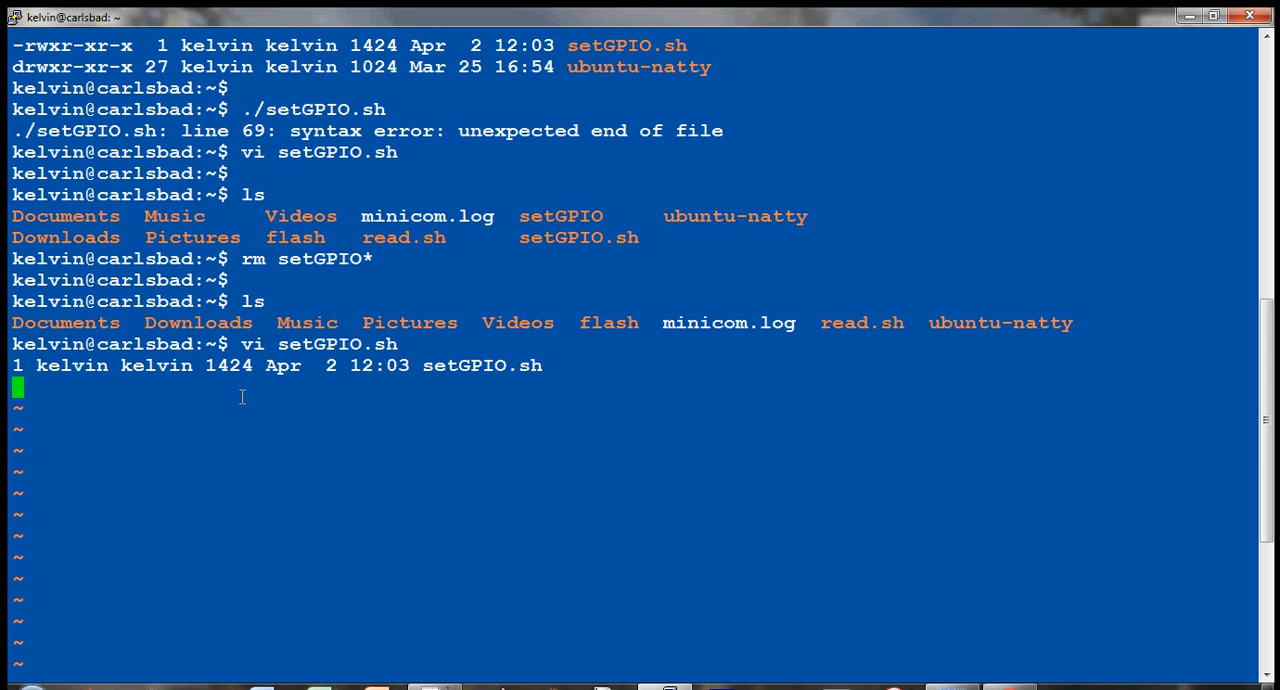 kelvin@carlsbad: ~
-rwxr-xr-x 1 kelvin kelvin 1424 Apr 2 12:03 setGPIO.sh
drwxr-xr-x 27 kelvin kelvin 1024 Mar 25 16:54 ubuntu-natty
kelvin@carlsbad:~$
kelvin@carlsbad:~$ ./setGPIO.sh
./setGPIO.sh: line 69: syntax error: unexpected end of file
kelvin@carlsbad:~$ vi setGPIO.sh
kelvin@carlsbad:~$
kelvin@carlsbad:~$ ls
Documents Music Videos minicom.log setGPIO ubuntu-natty
Downloads Pictures flash read.sh setGPIO.sh
kelvin@carlsbad:~$ rm setGPIO*
kelvin@carlsbad:~$
kelvin@carlsbad:~$ ls
Documents Downloads Music Pictures Videos flash minicom.log read.sh ubuntu-natty
kelvin@carlsbad:~$ vi setGPIO.sh
1 kelvin kelvin 1424 Apr 2 12:03 setGPIO.sh
~
~
~
~
~
~
~
~
~
~
~
~
~